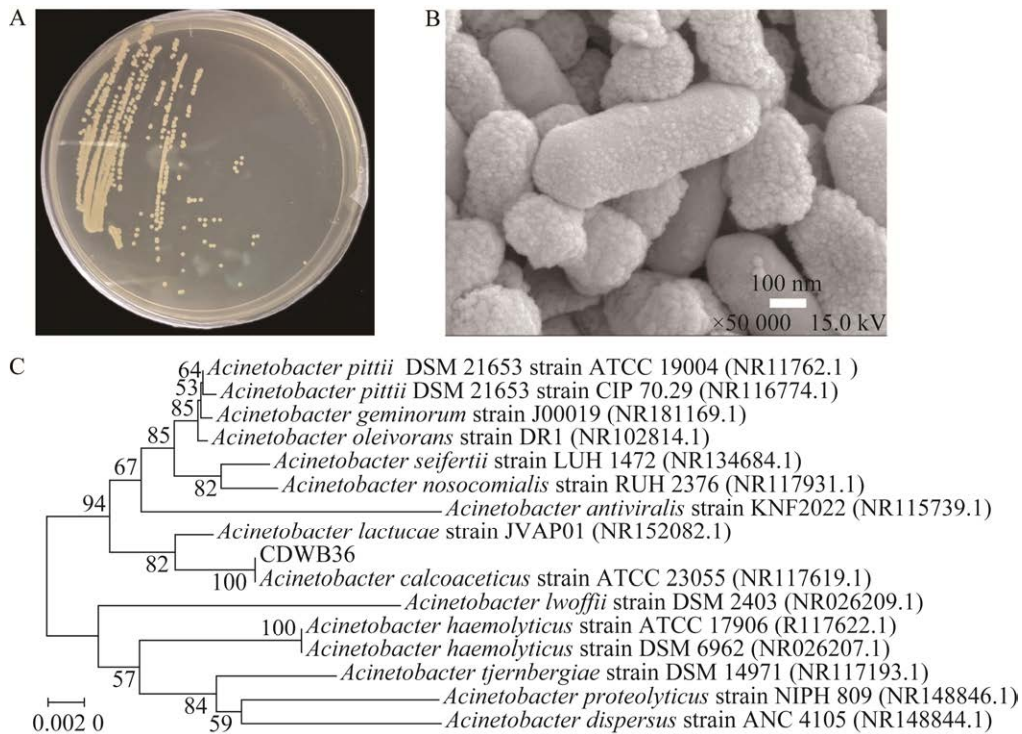 A
B
100 nm
×50 000 15.0 kV
C
64 Acinetobacter pittii DSM 21653 strain ATCC 19004 (NR11762.1 )
53 Acinetobacter pittii DSM 21653 strain CIP 70.29 (NR116774.1)
85 Acinetobacter geminorum strain J00019 (NR181169.1)
85 Acinetobacter oleivorans strain DR1 (NR102814.1)
67 Acinetobacter seifertii strain LUH 1472 (NR134684.1)
82 Acinetobacter nosocomialis strain RUH 2376 (NR117931.1)
94 Acinetobacter antiviralis strain KNF2022 (NR115739.1)
Acinetobacter lactucae strain JVAP01 (NR152082.1)
82 CDWB36
100 Acinetobacter calcoaceticus strain ATCC 23055 (NR117619.1)
Acinetobacter lwoffii strain DSM 2403 (NR026209.1)
100 Acinetobacter haemolyticus strain ATCC 17906 (R117622.1)
Acinetobacter haemolyticus strain DSM 6962 (NR026207.1)
57 Acinetobacter tjernbergiae strain DSM 14971 (NR117193.1)
84 Acinetobacter proteolyticus strain NIPH 809 (NR148846.1)
59 Acinetobacter dispersus strain ANC 4105 (NR148844.1)
0.002 0